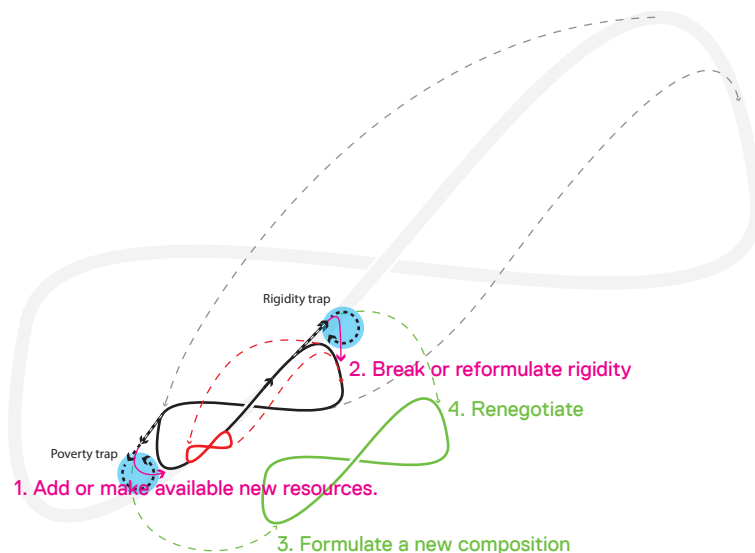 Rigidity trap
2. Break or reformulate rigidity
4. Renegotiate
Poverty trap
1. Add or make available new resources.
3. Formulate a new composition